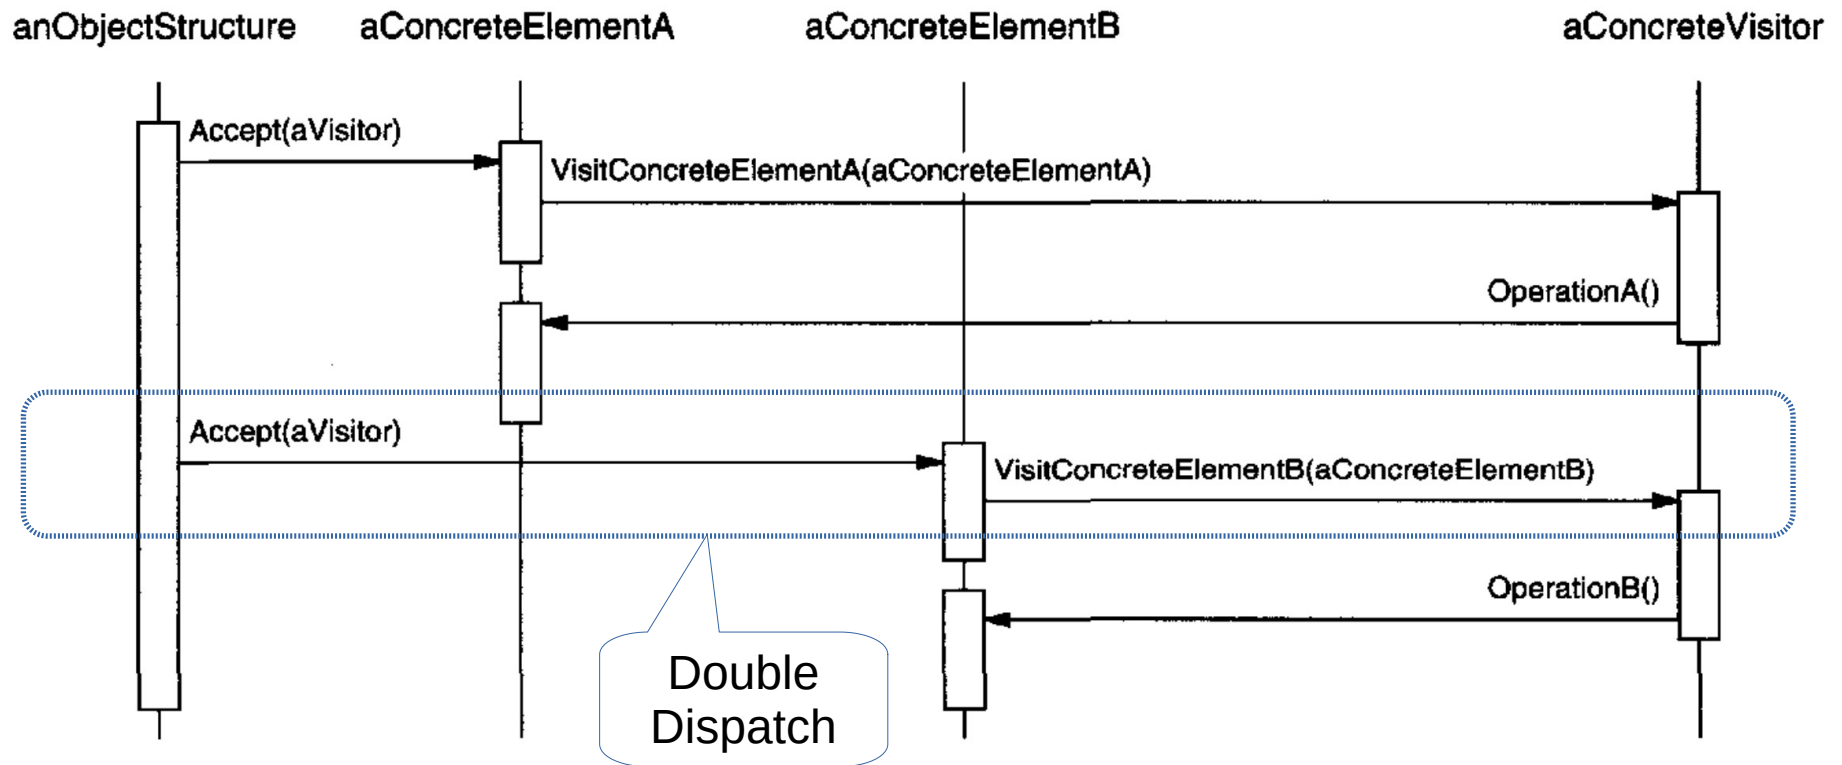 anObjectStructure aConcreteElementA aConcreteElementB aConcreteVisitor
Accept(aVisitor)
VisitConcreteElementA(aConcreteElementA)
OperationA()
Accept(aVisitor)
VisitConcreteElementB(aConcreteElementB)
OperationB()
Double
Dispatch